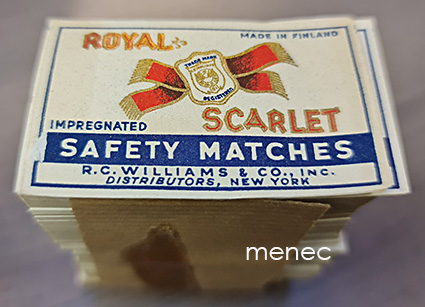 ROYAL
MADE IN FINLAND
TRADE MARK
REGISTERED
IMPREGNATED
SCARLET
SAFETY MATCHES
R.C. WILLIAMS & CO., INC.
DISTRIBUTORS, NEW YORK
menec